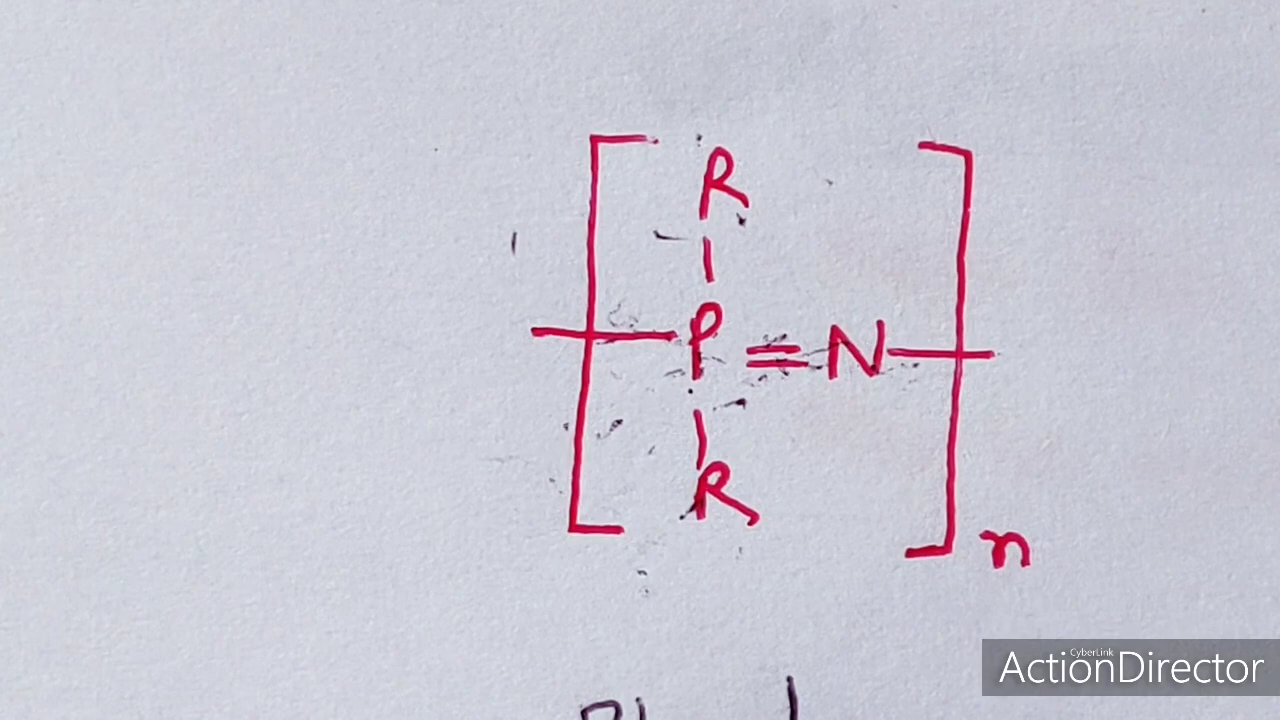 R
P = N
R
n
CyberLink
ActionDirector